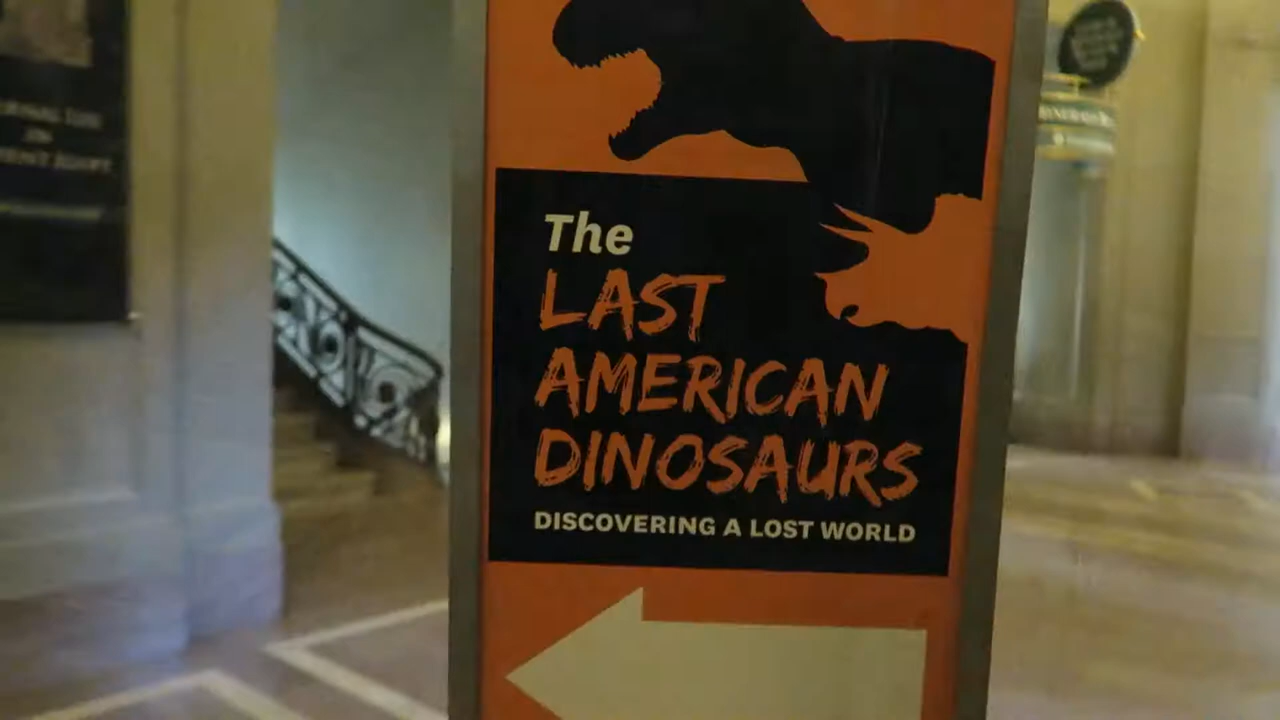 The
LAST
AMERICAN
DINOSAURS
DISCOVERING A LOST WORLD